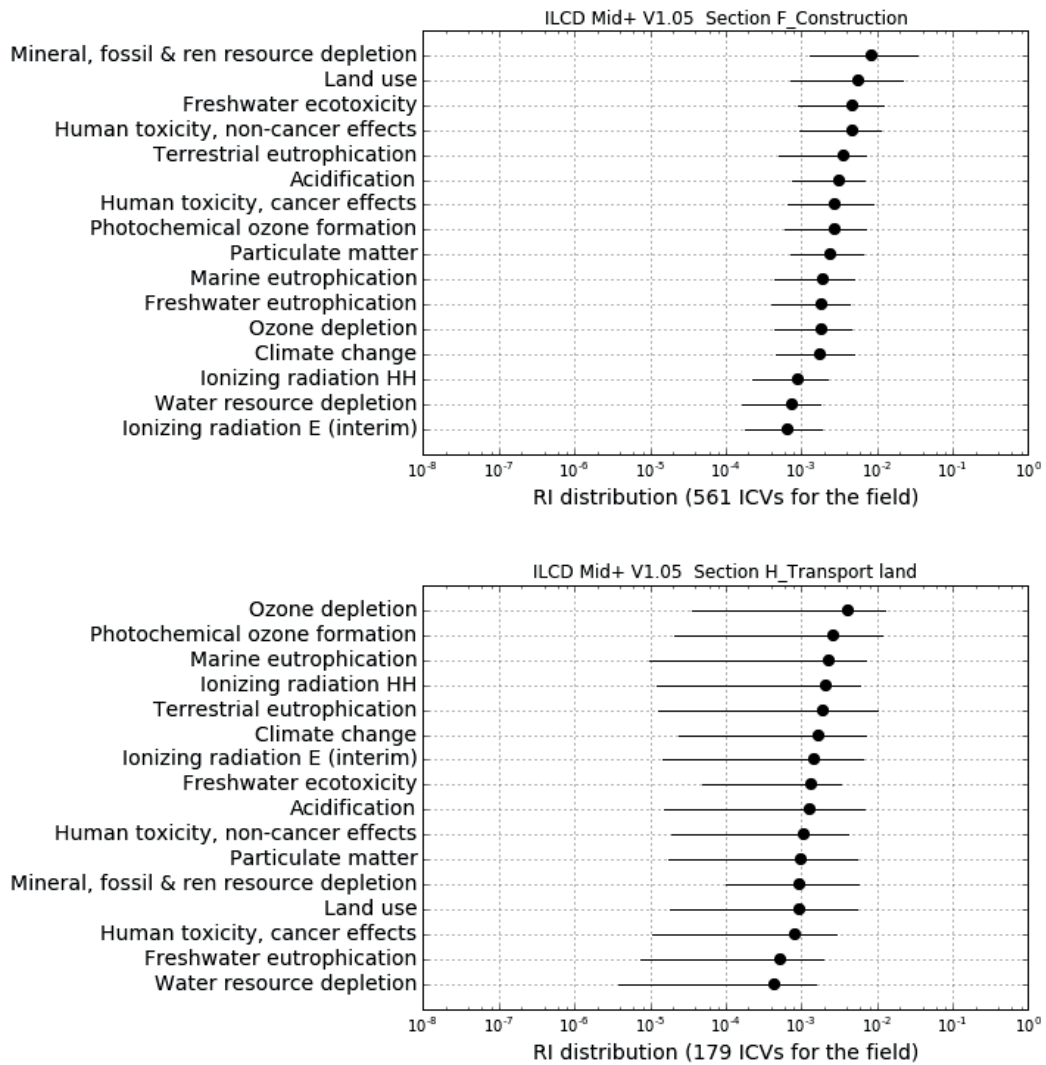 ILCD Mid+ V1.05 Section F_Construction
Mineral, fossil & ren resource depletion
Land use
Freshwater ecotoxicity
Human toxicity, non-cancer effects
Terrestrial eutrophication
Acidification
Human toxicity, cancer effects
Photochemical ozone formation
Particulate matter
Marine eutrophication
Freshwater eutrophication
Ozone depletion
Climate change
Ionizing radiation HH
Water resource depletion
Ionizing radiation E (interim)
10⁻⁸ 10⁻⁷ 10⁻⁶ 10⁻⁵ 10⁻⁴ 10⁻³ 10⁻² 10⁻¹ 10⁰
RI distribution (561 ICVs for the field)
ILCD Mid+ V1.05 Section H_Transport land
Ozone depletion
Photochemical ozone formation
Marine eutrophication
Ionizing radiation HH
Terrestrial eutrophication
Climate change
Ionizing radiation E (interim)
Freshwater ecotoxicity
Acidification
Human toxicity, non-cancer effects
Particulate matter
Mineral, fossil & ren resource depletion
Land use
Human toxicity, cancer effects
Freshwater eutrophication
Water resource depletion
10⁻⁸ 10⁻⁷ 10⁻⁶ 10⁻⁵ 10⁻⁴ 10⁻³ 10⁻² 10⁻¹ 10⁰
RI distribution (179 ICVs for the field)